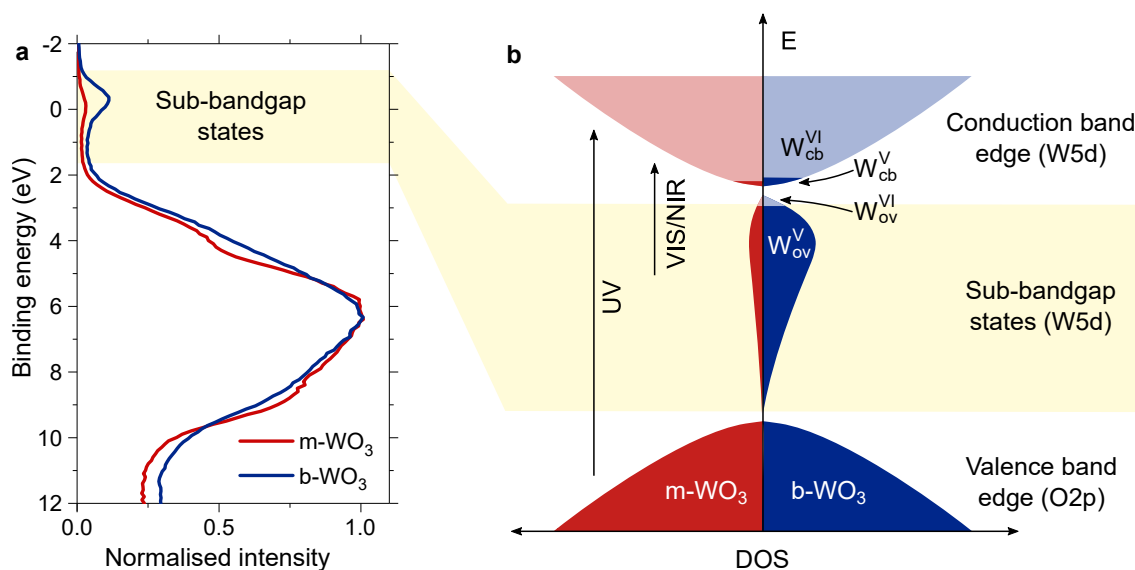 a
-2
0
2
4
6
8
10
12
Binding energy (eV)
0.0
0.5
1.0
Normalised intensity
Sub-bandgap
states
m-WO₃
b-WO₃
b
E
UV
VIS/NIR
W^VI_cb
W^V_cb
W^VI_ov
W^V_ov
Conduction band
edge (W5d)
Sub-bandgap
states (W5d)
Valence band
edge (O2p)
m-WO₃
b-WO₃
DOS